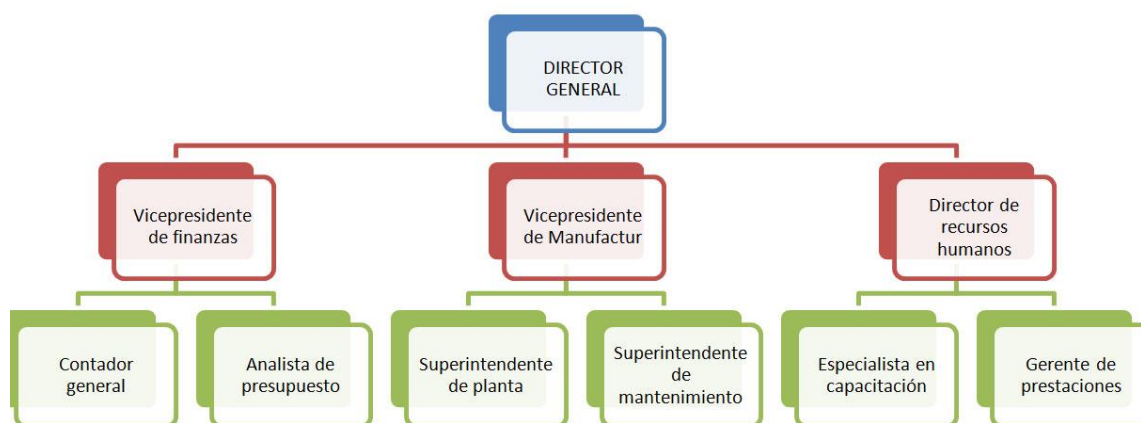 DIRECTOR
GENERAL
Vicepresidente
de finanzas
Vicepresidente
de Manufactur
Director de
recursos
humanos
Contador
general
Analista de
presupuesto
Superintendente
de planta
Superintendente
de
mantenimiento
Especialista en
capacitación
Gerente de
prestaciones